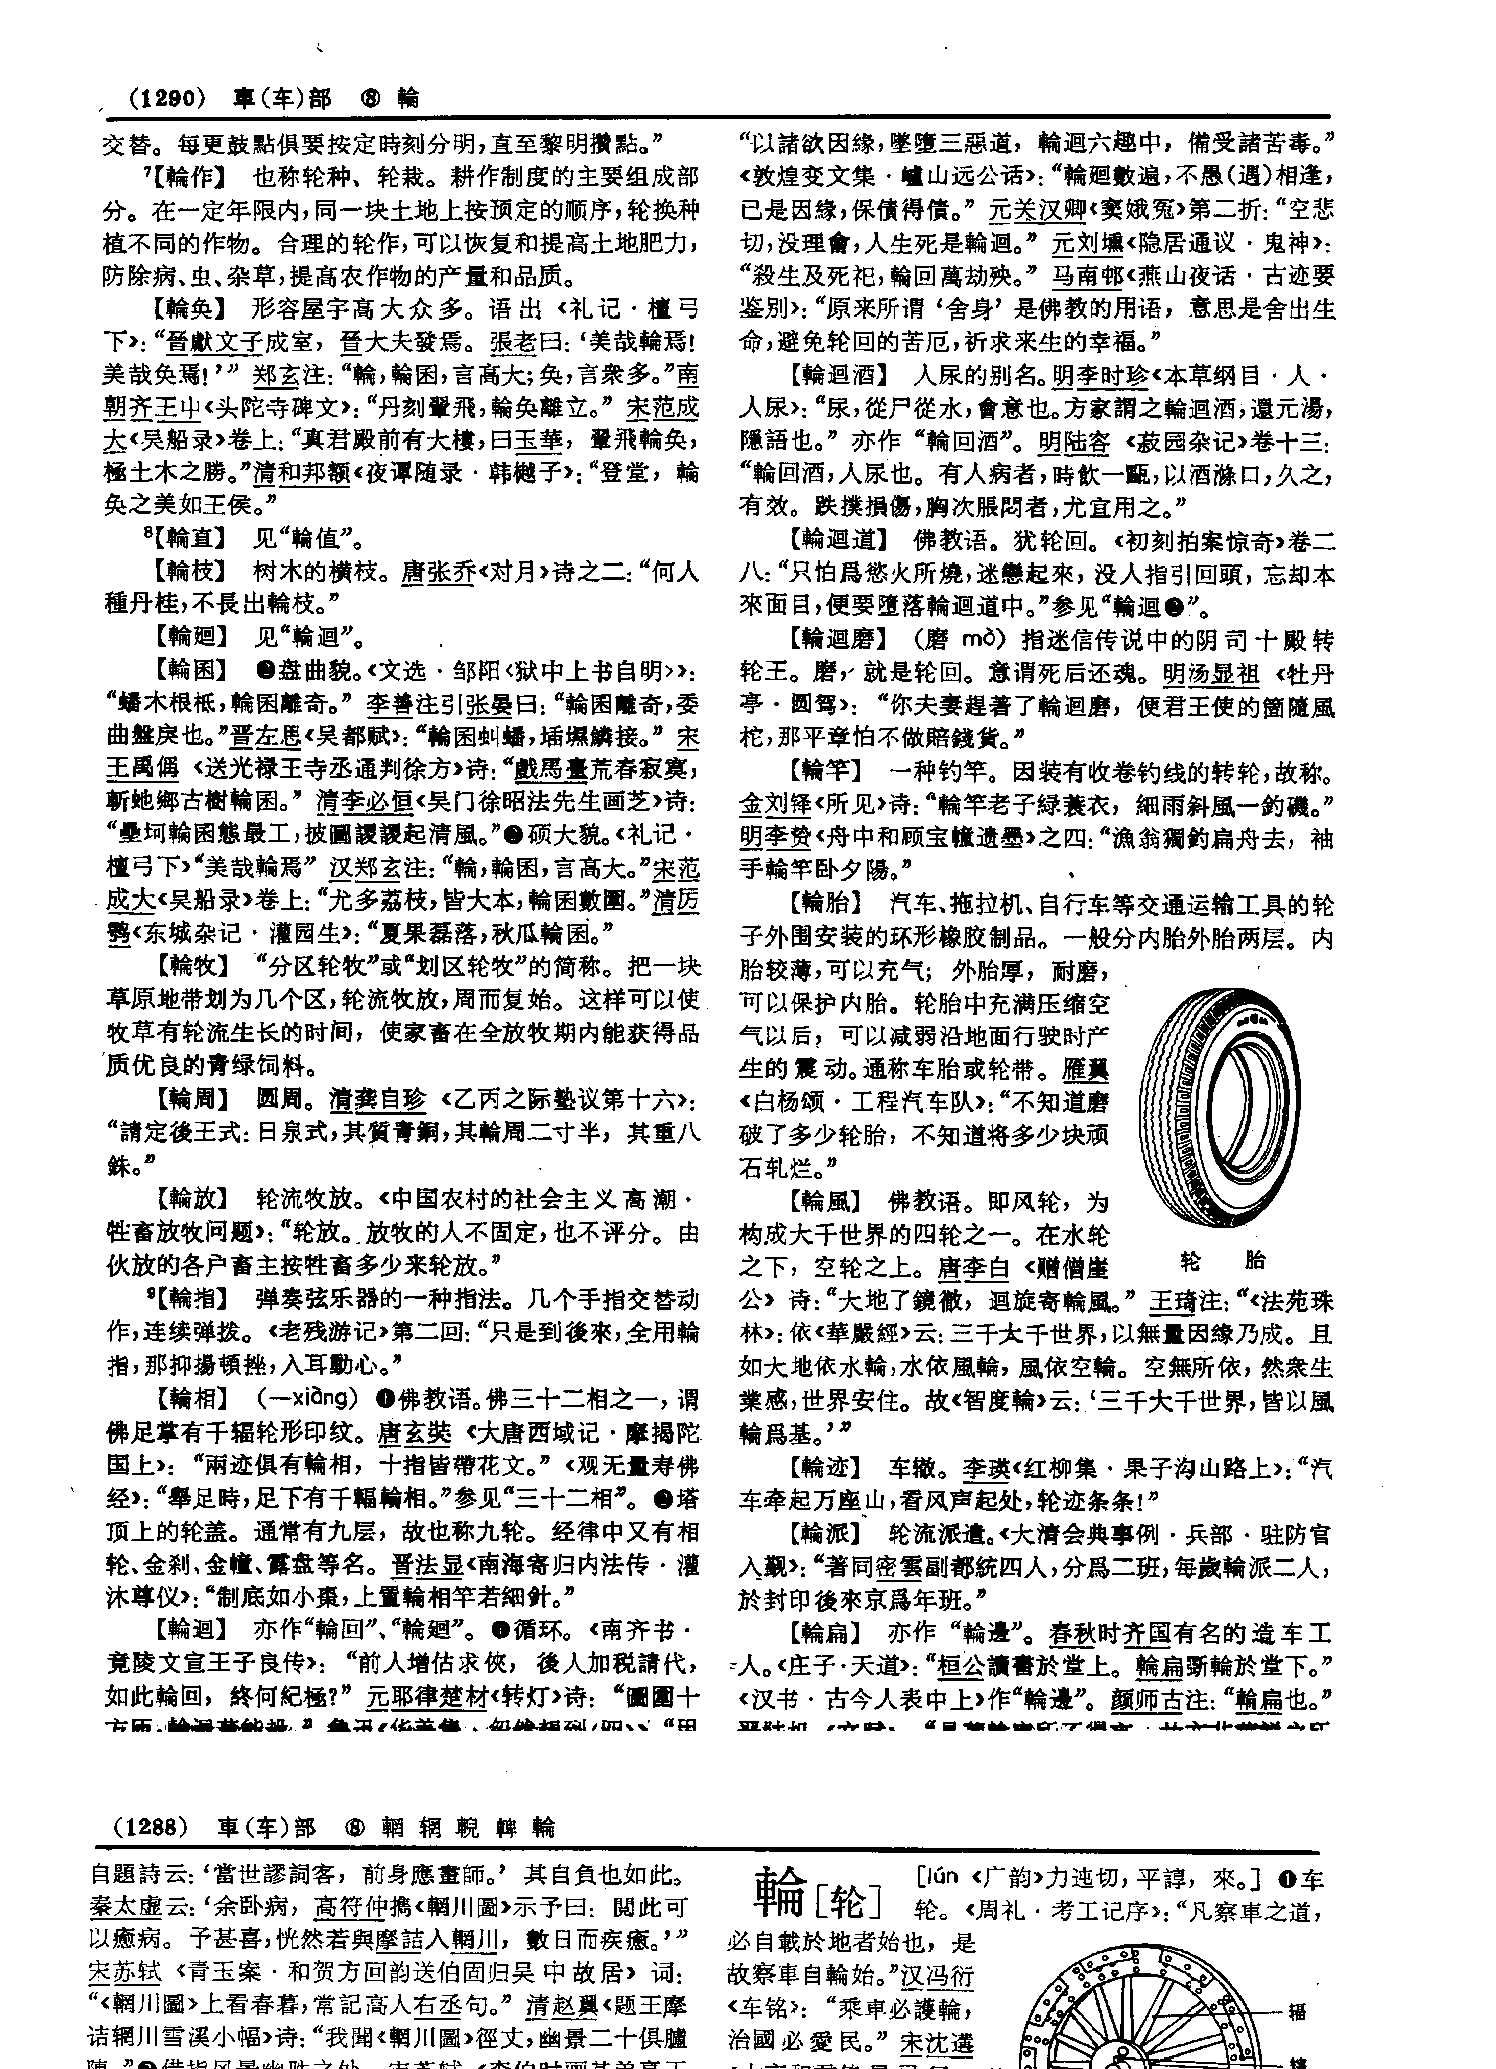 (1290) 車(车)部 ⑧ 輪
交替。每更鼓點俱要按定時刻分明,直至黎明攢點。”
7【輪作】 也称轮种、轮栽。耕作制度的主要组成部
分。在一定年限内,同一块土地上按预定的顺序,轮换种
植不同的作物。合理的轮作,可以恢复和提高土地肥力,
防除病、虫、杂草,提高农作物的产量和品质。
【輪奂】 形容屋宇高大众多。语出《礼记·檀弓
下》:“晉獻文子成室,晉大夫發焉。張老曰:‘美哉輪焉!
美哉奂焉!’” 郑玄注:“輪,輪囷,言高大;奂,言衆多。”南
朝齐王屮《头陀寺碑文》:“丹刻翬飛,輪奂離立。” 宋范成
大《吴船录》卷上:“真君殿前有大樓,曰玉華,翬飛輪奂,
極土木之勝。”清和邦额《夜谭随录·韩樾子》:“登堂,輪
奂之美如王侯。”
8【輪直】 见“輪值”。
【輪枝】 树木的横枝。唐张乔《对月》诗之二:“何人
種丹桂,不長出輪枝。”
【輪廻】 见“輪迴”。
【輪囷】 ❶盘曲貌。《文选·邹阳〈狱中上书自明〉》:
“蟠木根柢,輪囷離奇。” 李善注引张晏曰:“輪囷離奇,委
曲盤戾也。”晋左思《吴都赋》:“輪囷虯蟠,㙮㙲鱗接。” 宋
王禹偁《送光禄王寺丞通判徐方》诗:“戲馬臺荒春寂寞,
斬虵鄉古樹輪囷。” 清李必恒《吴门徐昭法先生画芝》诗:
“壘坷輪囷態最工,披圖謖謖起清風。”❷硕大貌。《礼记·
檀弓下》“美哉輪焉” 汉郑玄注:“輪,輪囷,言高大。”宋范
成大《吴船录》卷上:“尤多荔枝,皆大本,輪囷數圍。”清厉
鹗《东城杂记·灌园生》:“夏果磊落,秋瓜輪囷。”
【輪牧】 “分区轮牧”或“划区轮牧”的简称。把一块
草原地带划为几个区,轮流牧放,周而复始。这样可以使
牧草有轮流生长的时间,使家畜在全放牧期内能获得品
质优良的青绿饲料。
【輪周】 圆周。清龚自珍《乙丙之际塾议第十六》:
“請定後王式:日泉式,其質青銅,其輪周二寸半,其重八
銖。”
【輪放】 轮流牧放。《中国农村的社会主义高潮·
牲畜放牧问题》:“轮放。放牧的人不固定,也不评分。由
伙放的各户畜主按牲畜多少来轮放。”
9【輪指】 弹奏弦乐器的一种指法。几个手指交替动
作,连续弹拨。《老残游记》第二回:“只是到後來,全用輪
指,那抑揚頓挫,入耳動心。”
【輪相】 (—xiàng) ❶佛教语。佛三十二相之一,谓
佛足掌有千辐轮形印纹。唐玄奘《大唐西域记·摩揭陀
国上》:“兩迹俱有輪相,十指皆帶花文。”《观无量寿佛
经》:“舉足時,足下有千輻輪相。”参见“三十二相”。❷塔
顶上的轮盖。通常有九层,故也称九轮。经律中又有相
轮、金刹、金幢、露盘等名。晋法显《南海寄归内法传·灌
沐尊仪》:“制底如小棗,上置輪相竿若細針。”
【輪迴】 亦作“輪回”、“輪廻”。❶循环。《南齐书·
竟陵文宣王子良传》:“前人增估求俠,後人加税請代,
如此輪回,終何紀極?” 元耶律楚材《转灯》诗:“團團十
“以諸欲因緣,墜墮三惡道,輪迴六趣中,備受諸苦毒。”
《敦煌变文集·㠠山远公话》:“輪廻數遍,不愚(遇)相逢,
已是因緣,保債得債。” 元关汉卿《窦娥冤》第二折:“空悲
切,没理會,人生死是輪迴。” 元刘壎《隐居通议·鬼神》:
“殺生及死祀,輪回萬劫殃。” 马南邨《燕山夜话·古迹要
鉴别》:“原来所谓‘舍身’是佛教的用语,意思是舍出生
命,避免轮回的苦厄,祈求来生的幸福。”
【輪迴酒】 人尿的别名。明李时珍《本草纲目·人·
人尿》:“尿,從尸從水,會意也。方家謂之輪迴酒,還元湯,
隱語也。” 亦作“輪回酒”。明陆容《菽园杂记》卷十三:
“輪回酒,人尿也。有人病者,時飲一甌,以酒滌口,久之,
有效。跌撲損傷,胸次脹悶者,尤宜用之。”
【輪迴道】 佛教语。犹轮回。《初刻拍案惊奇》卷二
八:“只怕爲慾火所燒,迷戀起來,没人指引回頭,忘却本
來面目,便要墮落輪迴道中。”参见“輪迴❷”。
【輪迴磨】 (磨 mò) 指迷信传说中的阴司十殿转
轮王。磨,就是轮回。意谓死后还魂。明汤显祖《牡丹
亭·圆驾》:“你夫妻趕著了輪迴磨,便君王使的箇隨風
柁,那平章怕不做賠錢貨。”
【輪竿】 一种钓竿。因装有收卷钓线的转轮,故称。
金刘铎《所见》诗:“輪竿老子緑蓑衣,細雨斜風一釣磯。”
明李贽《舟中和顾宝幢遗墨》之四:“漁翁獨釣扁舟去,袖
手輪竿卧夕陽。”
【輪胎】 汽车、拖拉机、自行车等交通运输工具的轮
子外围安装的环形橡胶制品。一般分内胎外胎两层。内
胎较薄,可以充气;外胎厚,耐磨,
可以保护内胎。轮胎中充满压缩空
气以后,可以减弱沿地面行驶时产
生的震动。通称车胎或轮带。雁翼
《白杨颂·工程汽车队》:“不知道磨
破了多少轮胎,不知道将多少块顽
石轧烂。”
【輪風】 佛教语。即风轮,为
构成大千世界的四轮之一。在水轮
之下,空轮之上。唐李白《赠僧崖
轮 胎
公》诗:“大地了鏡徹,迴旋寄輪風。” 王琦注:“《法苑珠
林》:依《華嚴經》云:三千大千世界,以無量因緣乃成。且
如大地依水輪,水依風輪,風依空輪。空無所依,然衆生
業感,世界安住。故《智度輪》云:‘三千大千世界,皆以風
輪爲基。’”
【輪迹】 车辙。李瑛《红柳集·果子沟山路上》:“汽
车牵起万座山,看风声起处,轮迹条条!”
【輪派】 轮流派遣。《大清会典事例·兵部·驻防官
入觐》:“著同密雲副都統四人,分爲二班,每歲輪派二人,
於封印後來京爲年班。”
【輪扁】 亦作“輪邊”。春秋时齐国有名的造车工
人。《庄子·天道》:“桓公讀書於堂上。輪扁斲輪於堂下。”
《汉书·古今人表中上》作“輪邊”。颜师古注:“輪扁也。”
(1288) 車(车)部 ⑧ 輞 辋 輗 輫 輪
自題詩云:‘當世謬詞客,前身應畫師。’ 其自負也如此。
秦太虚云:‘余卧病,高符仲攜《輞川圖》示予曰:閲此可
以癒病。予甚喜,恍然若與摩詰入輞川,數日而疾癒。’”
宋苏轼《青玉案·和贺方回韵送伯固归吴中故居》词:
“《輞川圖》上看春暮,常記高人右丞句。” 清赵翼《题王摩
诘辋川雪溪小幅》诗:“我聞《輞川圖》徑丈,幽景二十俱臚
輪[轮] [lún《广韵》力迍切,平諄,來。] ❶车
轮。《周礼·考工记序》:“凡察車之道,
必自載於地者始也,是
故察車自輪始。”汉冯衍
《车铭》:“乘車必護輪,
治國必愛民。” 宋沈遘
辐